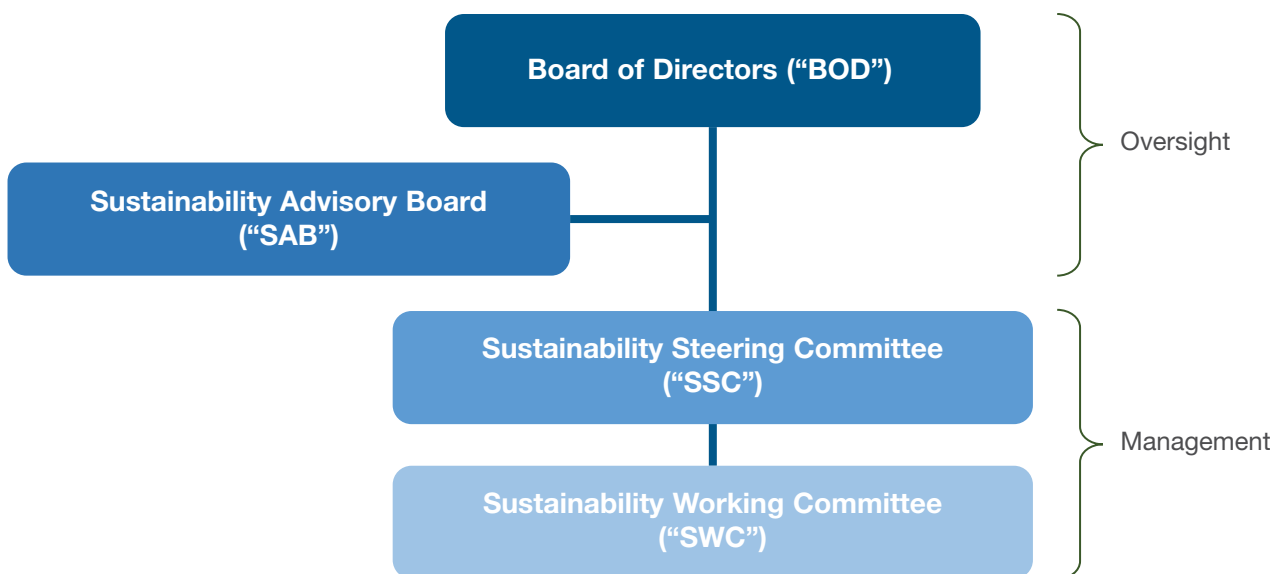 Board of Directors (“BOD”)
Oversight
Sustainability Advisory Board
(“SAB”)
Sustainability Steering Committee
(“SSC”)
Management
Sustainability Working Committee
(“SWC”)